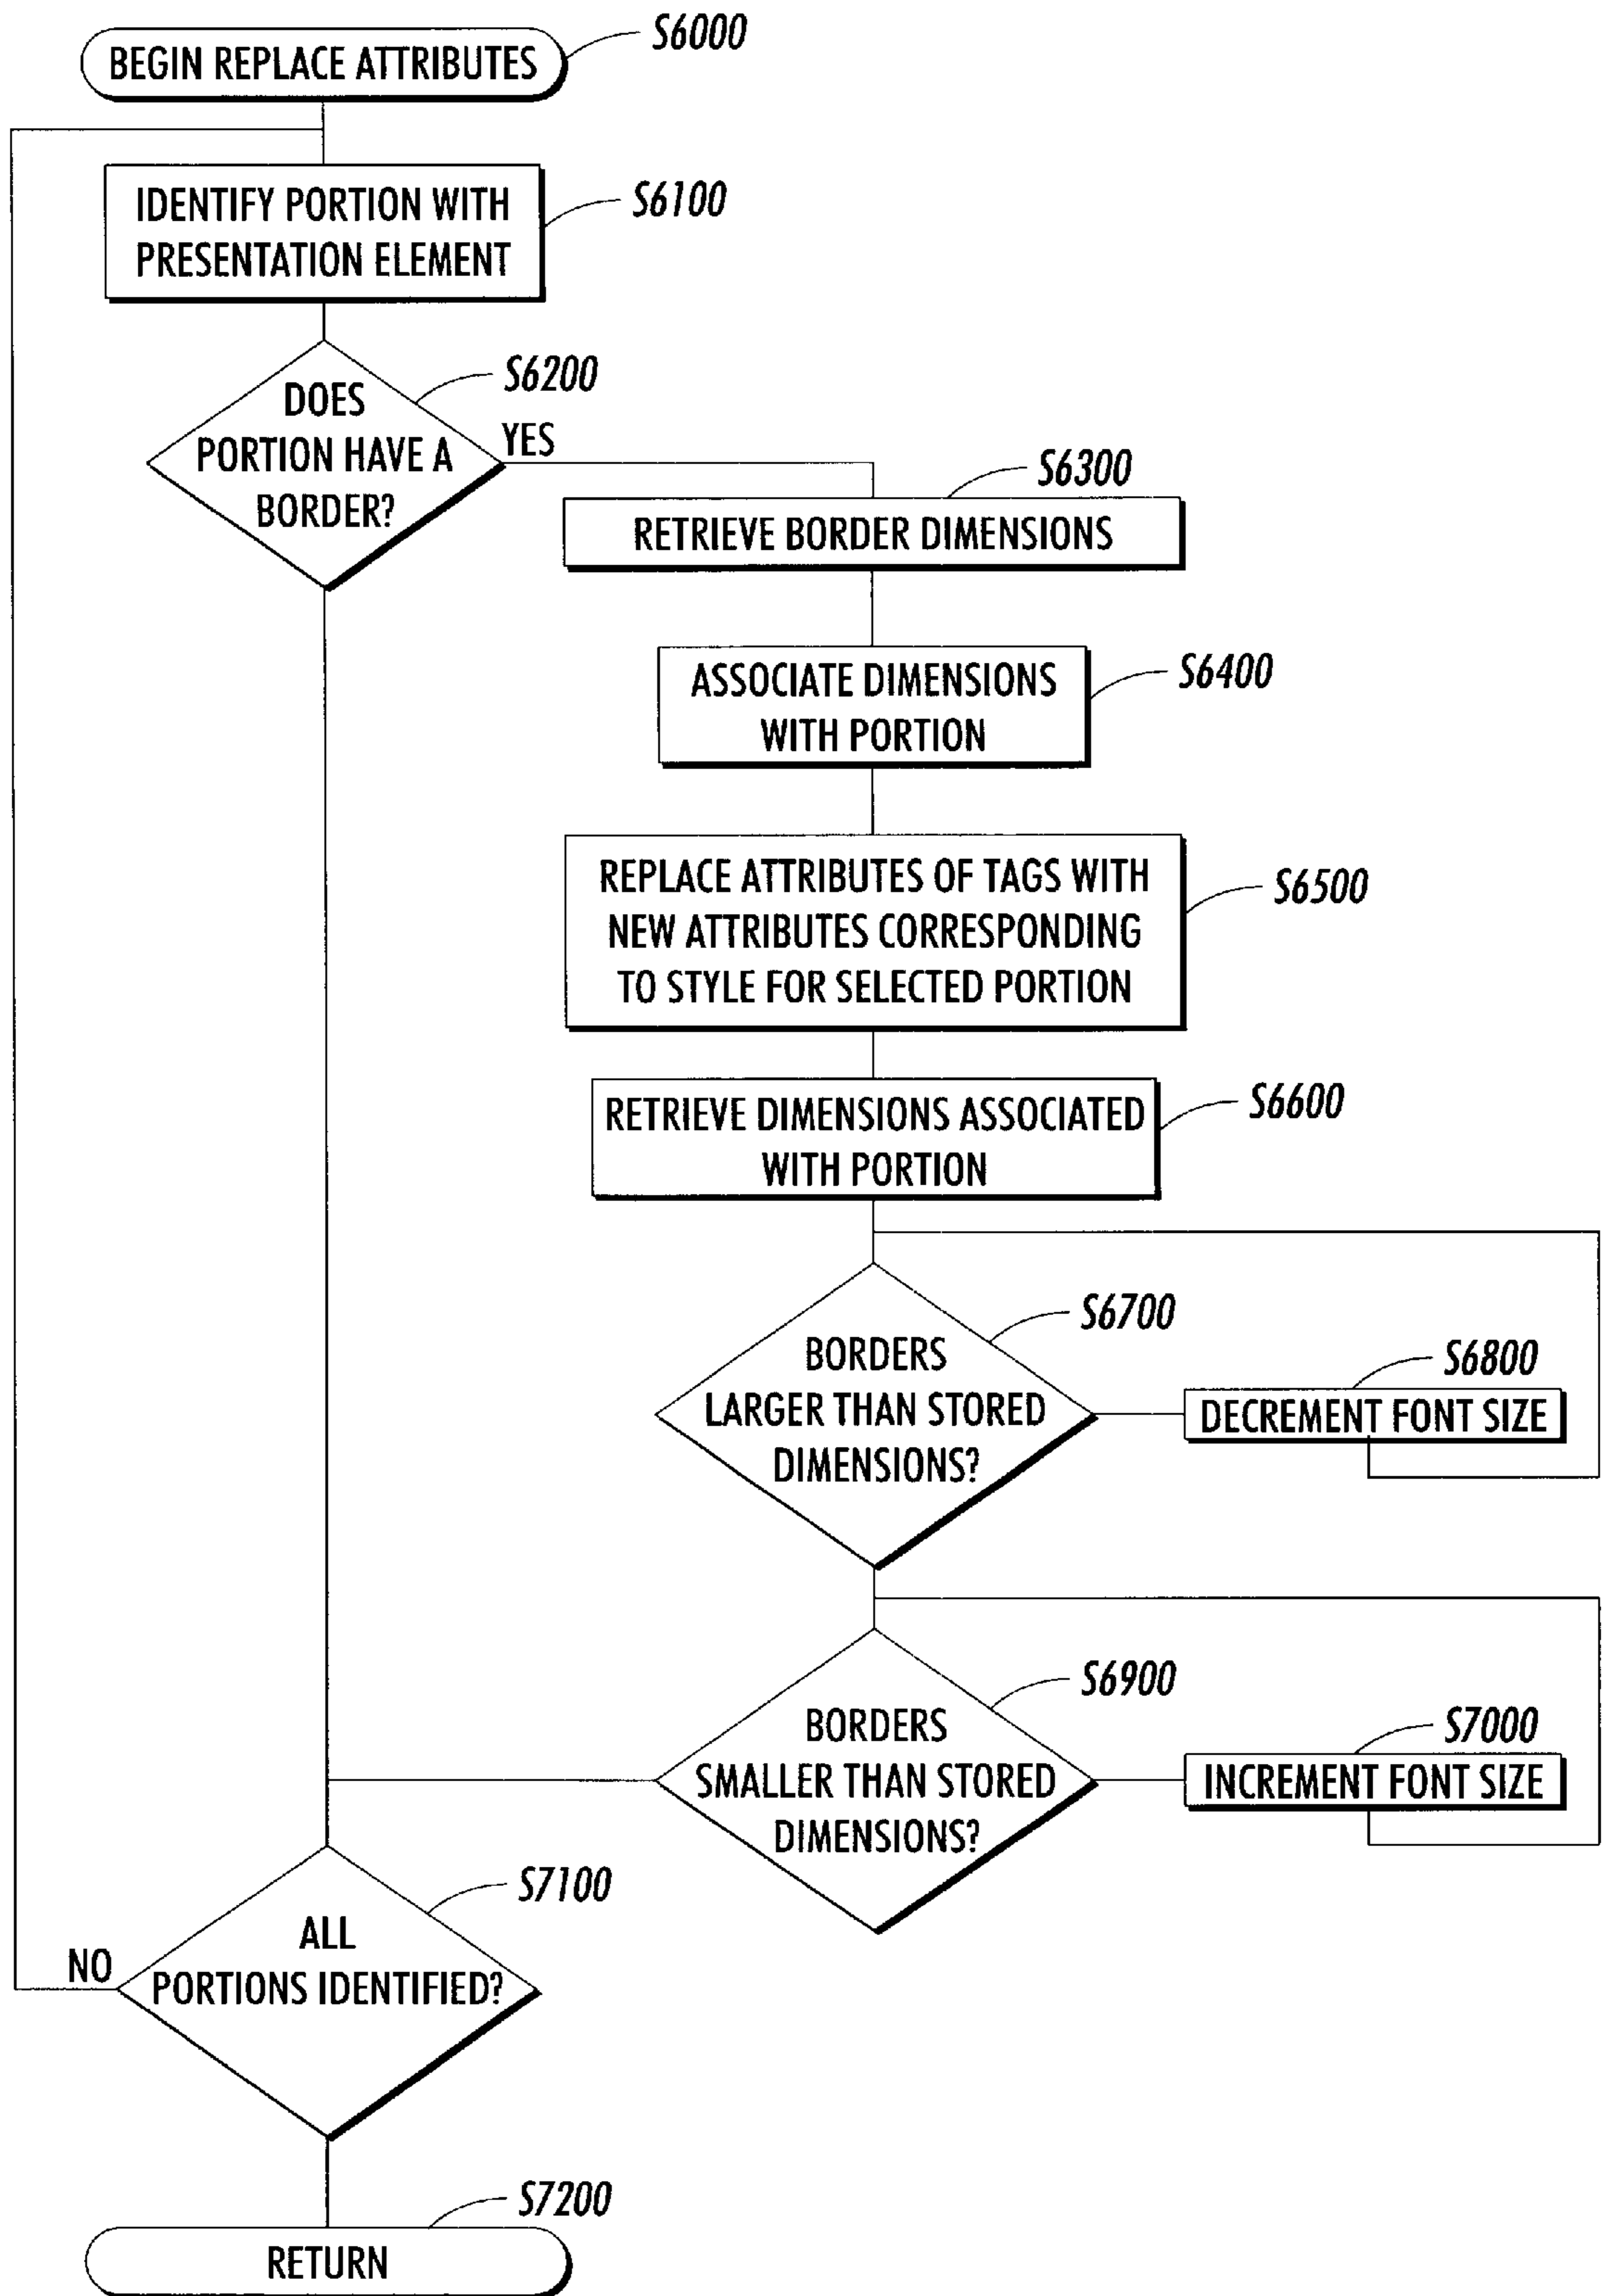 BEGIN REPLACE ATTRIBUTES
S6000
IDENTIFY PORTION WITH
PRESENTATION ELEMENT
S6100
DOES
PORTION HAVE A
BORDER?
S6200
YES
S6300
RETRIEVE BORDER DIMENSIONS
ASSOCIATE DIMENSIONS
WITH PORTION
S6400
REPLACE ATTRIBUTES OF TAGS WITH
NEW ATTRIBUTES CORRESPONDING
TO STYLE FOR SELECTED PORTION
S6500
RETRIEVE DIMENSIONS ASSOCIATED
WITH PORTION
S6600
BORDERS
LARGER THAN STORED
DIMENSIONS?
S6700
S6800
DECREMENT FONT SIZE
BORDERS
SMALLER THAN STORED
DIMENSIONS?
S6900
S7000
INCREMENT FONT SIZE
ALL
PORTIONS IDENTIFIED?
S7100
NO
S7200
RETURN